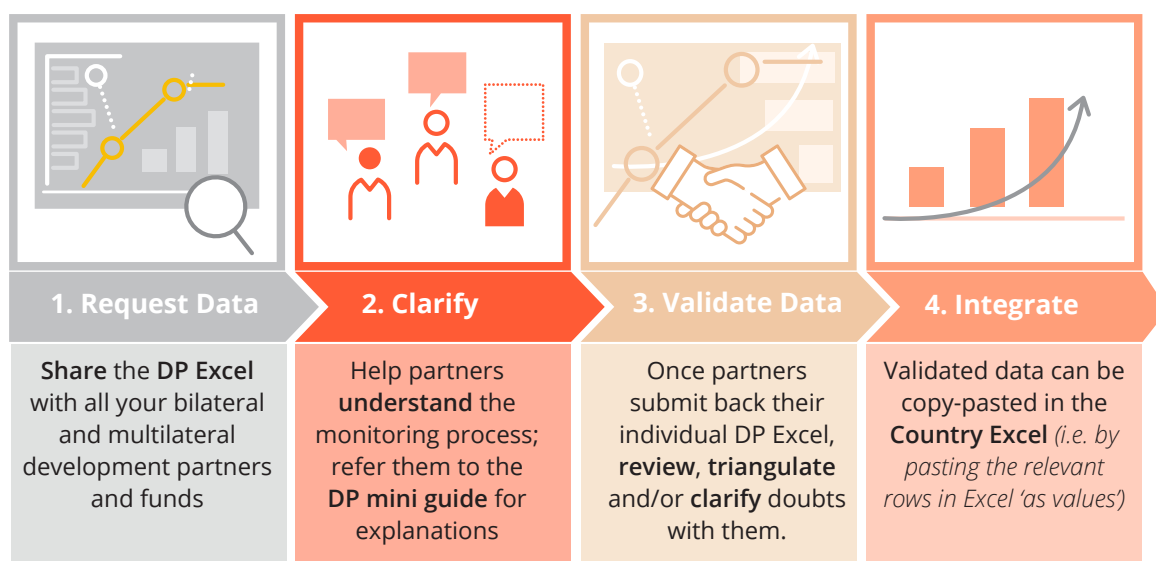 1. Request Data
Share the DP Excel
with all your bilateral
and multilateral
development partners
and funds
2. Clarify
Help partners
understand the
monitoring process;
refer them to the
DP mini guide for
explanations
3. Validate Data
Once partners
submit back their
individual DP Excel,
review, triangulate
and/or clarify doubts
with them.
4. Integrate
Validated data can be
copy-pasted in the
Country Excel (i.e. by
pasting the relevant
rows in Excel ‘as values’)